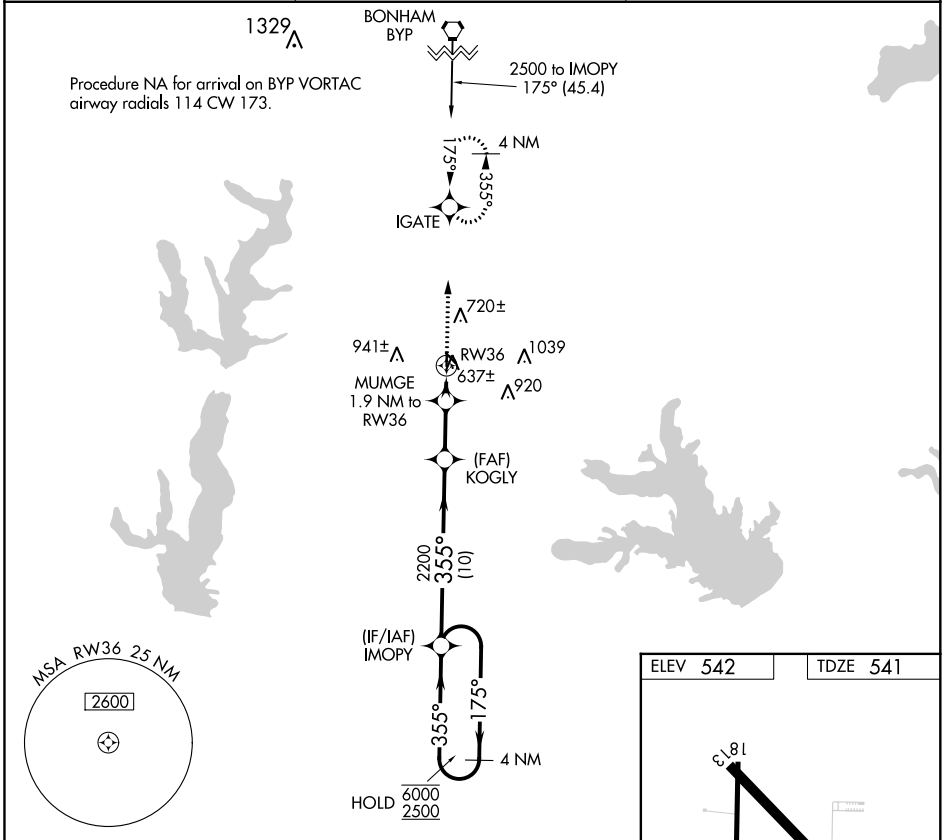 1329
BONHAM
BYP
Procedure NA for arrival on BYP VORTAC
airway radials 114 CW 173.
2500 to IMOPY
175° (45.4)
4 NM
175°
355°
IGATE
720±
941±
RW36
1039
637±
920
MUMGE
1.9 NM to
RW36
(FAF)
KOGLY
2200
355°
(10)
(IF/IAF)
IMOPY
355°
175°
4 NM
HOLD 6000
2500
MSA RW36 25 NM
2600
ELEV 542
TDZE 541
13
18